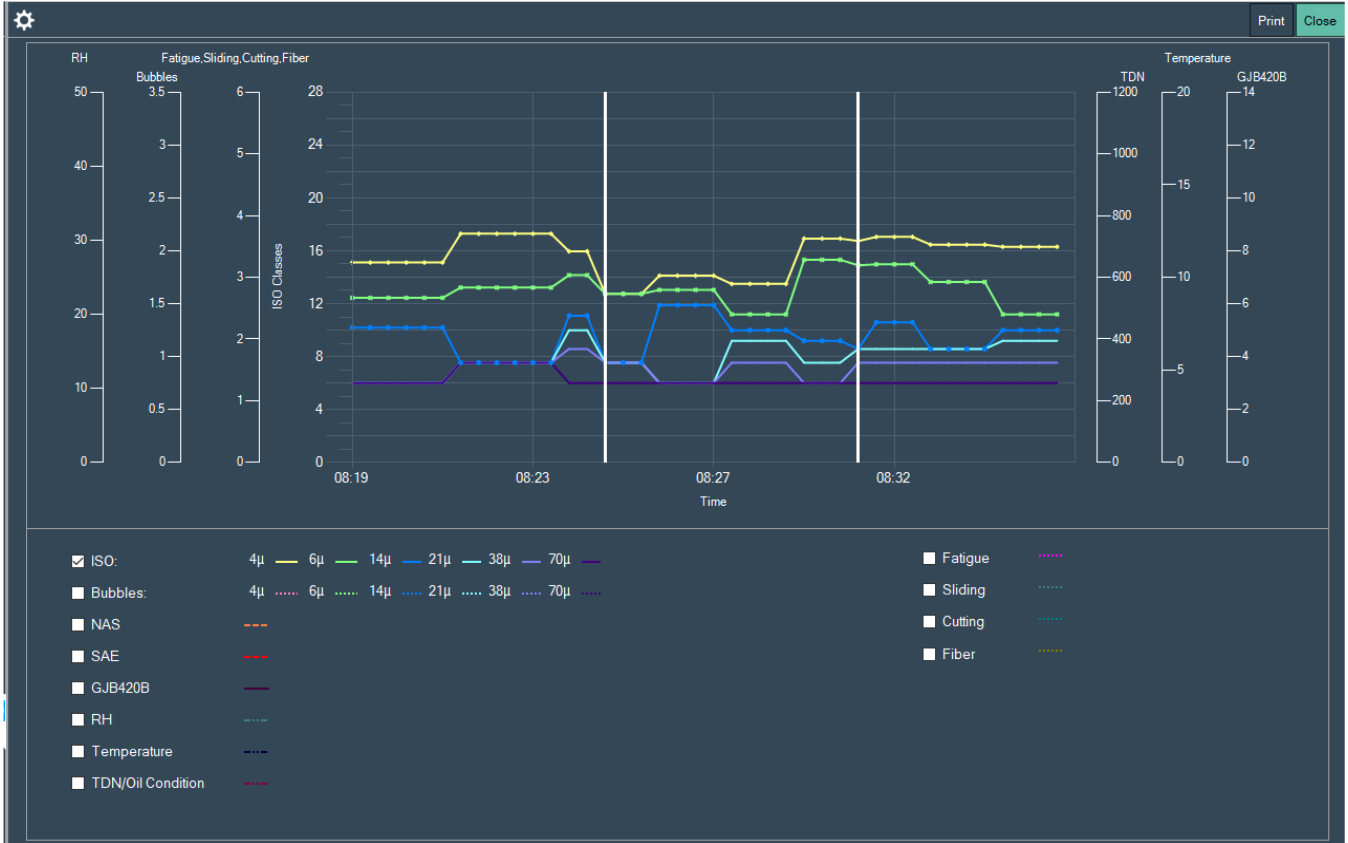 Print Close
RH Fatigue,Sliding,Cutting,Fiber Temperature
Bubbles TDN GJB420B
50 3.5 6 28 1200 20 14
3 24 5 1000 12
40
2.5 20 4 800 15 10
30 2 16 8
ISO Classes
3 600 10
1.5 12 6
20
2 400
1 8 5 4
10
0.5 4 1 200 2
0 0 0 0 0 0 0
08:19 08:23 08:27 08:32
Time
ISO: 4µ 6µ 14µ 21µ 38µ 70µ Fatigue
Bubbles: 4µ 6µ 14µ 21µ 38µ 70µ Sliding
NAS Cutting
SAE Fiber
GJB420B
RH
Temperature
TDN/Oil Condition